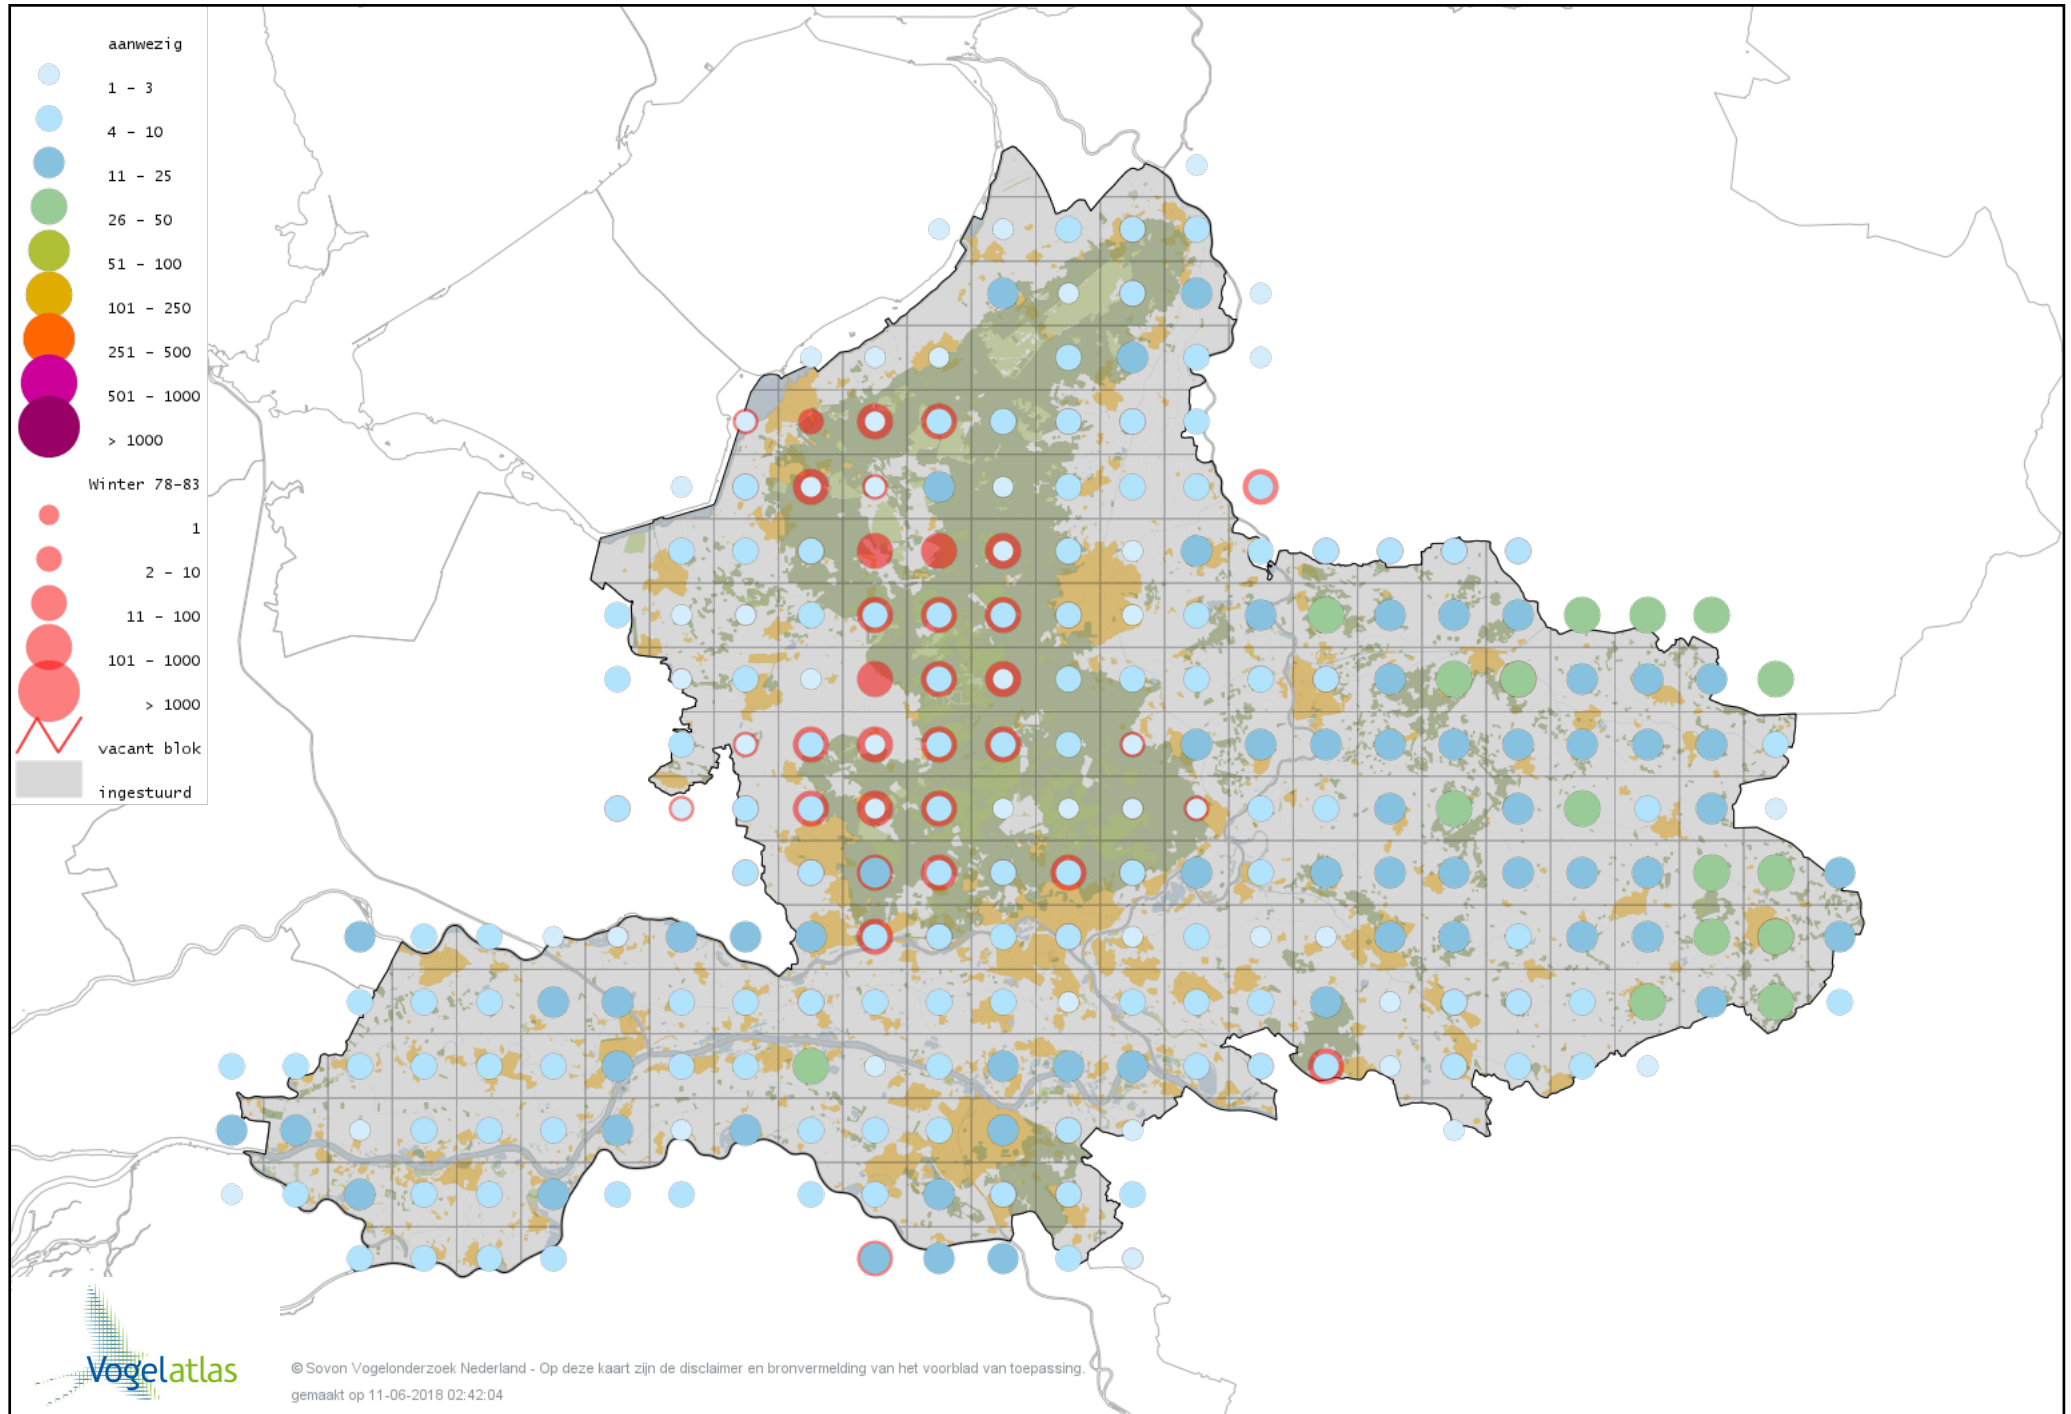 aanwezig
1 - 3
4 - 10
11 - 25
26 - 50
51 - 100
101 - 250
251 - 500
501 - 1000
> 1000
Winter 78-83
1
2 - 10
11 - 100
101 - 1000
> 1000
vacant blok
ingestuurd
Vogelatlas
© Sovon Vogelonderzoek Nederland - Op deze kaart zijn de disclaimer en bronvermelding van het voorblad van toepassing.
gemaakt op 11-06-2018 02:42:04